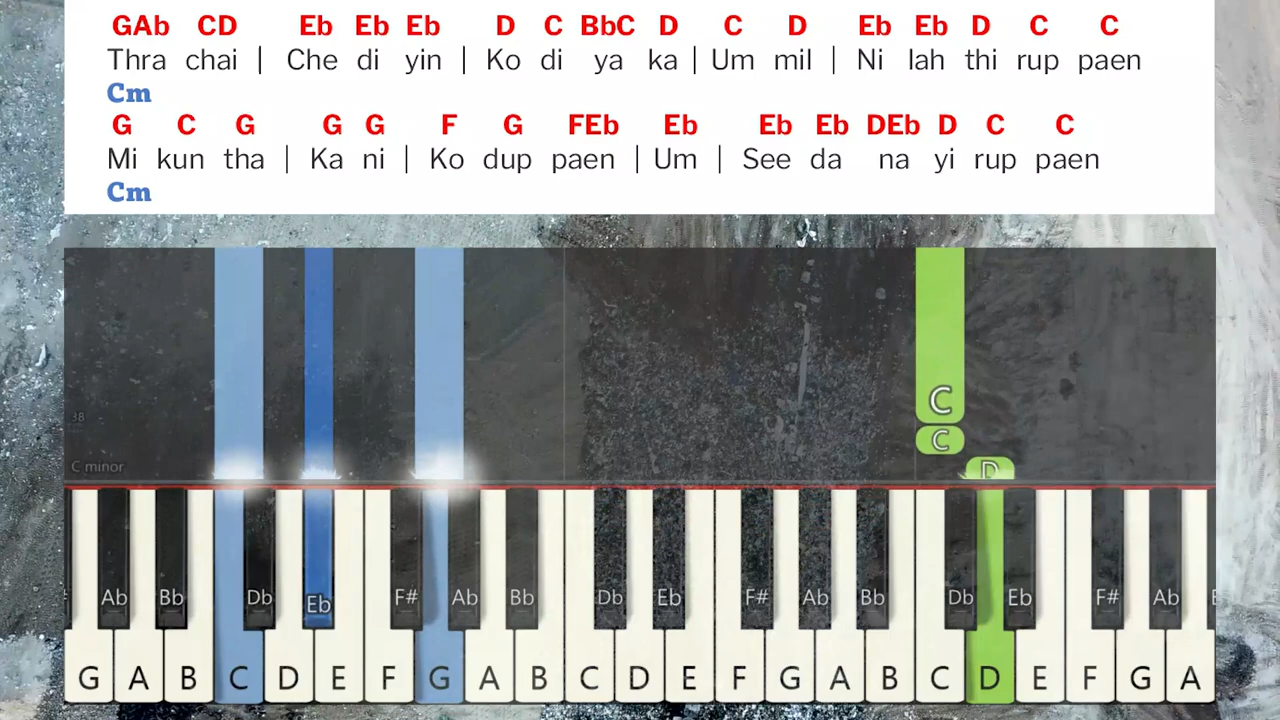 GAb CD Eb Eb Eb D C BbC D C D Eb Eb D C C
Thra chai | Che di yin | Ko di ya ka | Um mil | Ni lah thi rup paen
Cm
G C G G G F G FEb Eb Eb Eb DEb D C C
Mi kun tha | Ka ni | Ko dup paen | Um | See da na yi rup paen
Cm
C
C
38
C minor
D
Ab Bb Db Eb F# Ab Bb Db Eb F# Ab Bb Db Eb F# Ab
G A B C D E F G A B C D E F G A B C D E F G A